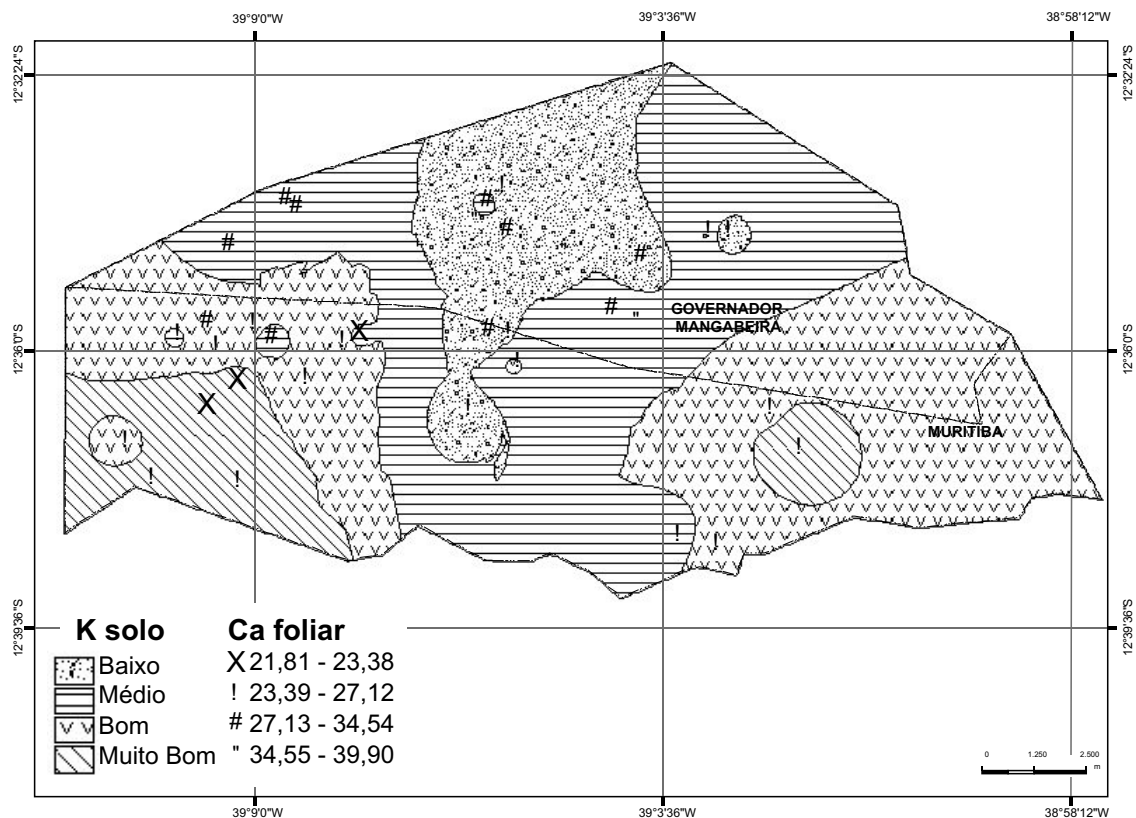 39°9'0"W 39°3'36"W 38°58'12"W
12°32'24"S 12°32'24"S
GOVERNADOR
MANGABEIRA
12°36'0"S 12°36'0"S
MURITIBA
12°39'36"S 12°39'36"S
K solo Ca foliar
Baixo X 21,81 - 23,38
Médio ! 23,39 - 27,12
Bom # 27,13 - 34,54
Muito Bom " 34,55 - 39,90
0 1.250 2.500
m
39°9'0"W 39°3'36"W 38°58'12"W